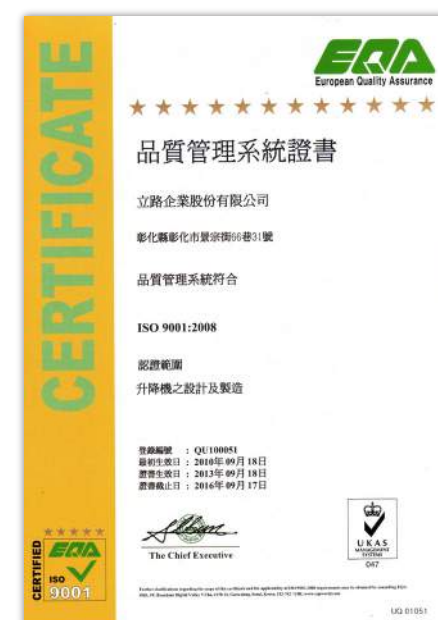 CERTIFICATE
EQA
European Quality Assurance
品質管理系統證書
立路企業股份有限公司
彰化縣彰化市景崇街66巷31號
品質管理系統符合
ISO 9001:2008
認證範圍
升降機之設計及製造
登錄編號 : QU100051
最初生效日 : 2010年09月18日
證書生效日 : 2013年09月18日
證書截止日 : 2016年09月17日
The Chief Executive
CERTIFIED
EQA
ISO
9001
UKAS
MANAGEMENT
SYSTEMS
047
UQ 01051